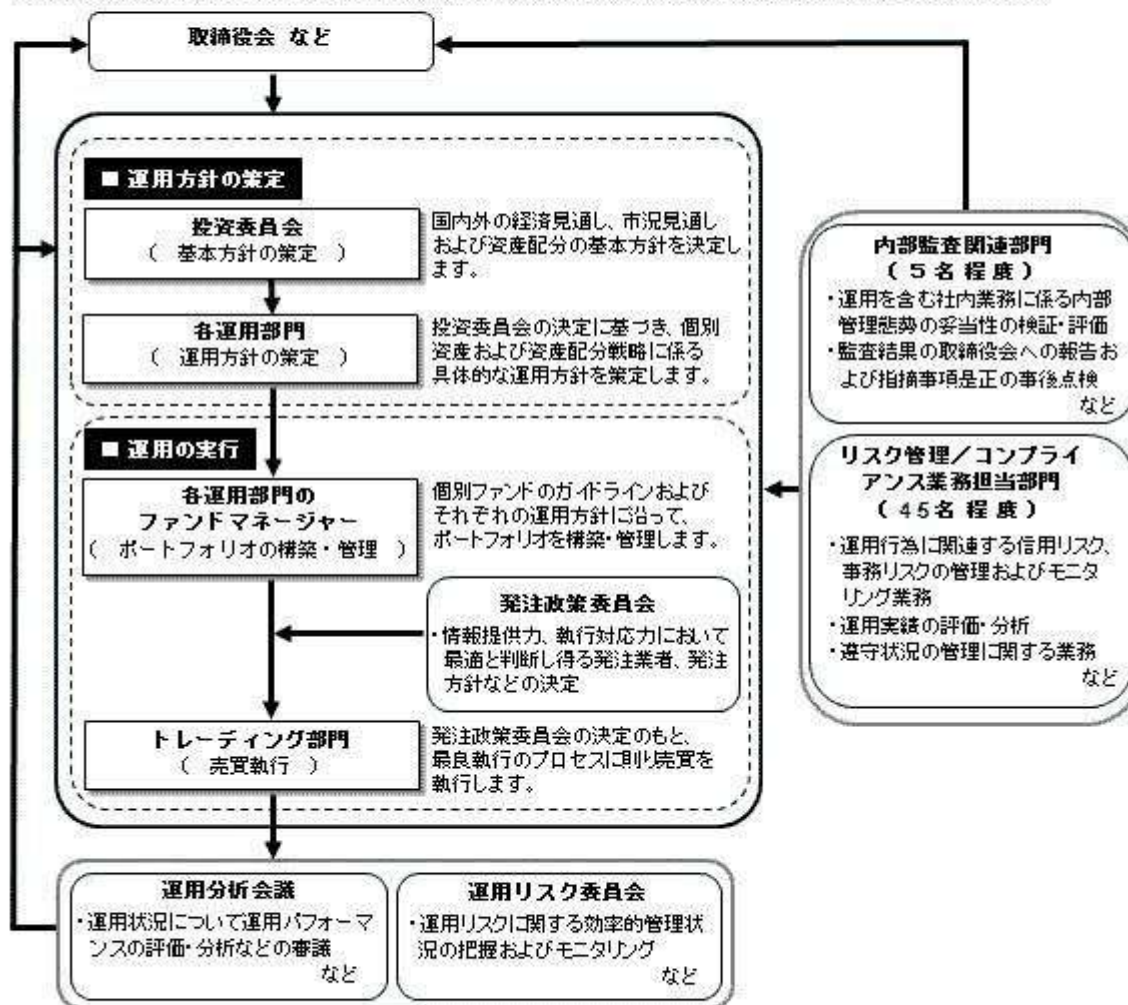 取締役会 など
■ 運用方針の策定
投資委員会
( 基本方針の策定 )
国内外の経済見通し、市況見通し
および資産配分の基本方針を決定し
ます。
各運用部門
( 運用方針の策定 )
投資委員会の決定に基づき、個別
資産および資産配分戦略に係る
具体的な運用方針を策定します。
■ 運用の実行
各運用部門の
ファンドマネージャー
( ポートフォリオの構築・管理 )
個別ファンドのガイドラインおよび
それぞれの運用方針に沿って、
ポートフォリオを構築・管理します。
発注政策委員会
・情報提供力、執行対応力において
最適と判断し得る発注業者、発注
方針などの決定
トレーディング部門
( 売買執行 )
発注政策委員会の決定のもと、
最良執行のプロセスに則り売買を
執行します。
内部監査関連部門
(5名程度)
・運用を含む社内業務に係る内部
管理態勢の妥当性の検証・評価
・監査結果の取締役会への報告お
よび指摘事項是正の事後点検
など
リスク管理/コンプライ
アンス業務担当部門
(45名程度)
・運用行為に関連する信用リスク、
事務リスクの管理およびモニタ
リング業務
・運用実績の評価・分析
・遵守状況の管理に関する業務
など
運用分析会議
・運用状況について運用パフォーマ
ンスの評価・分析などの審議
など
運用リスク委員会
・運用リスクに関する効率的管理状
況の把握およびモニタリング
など